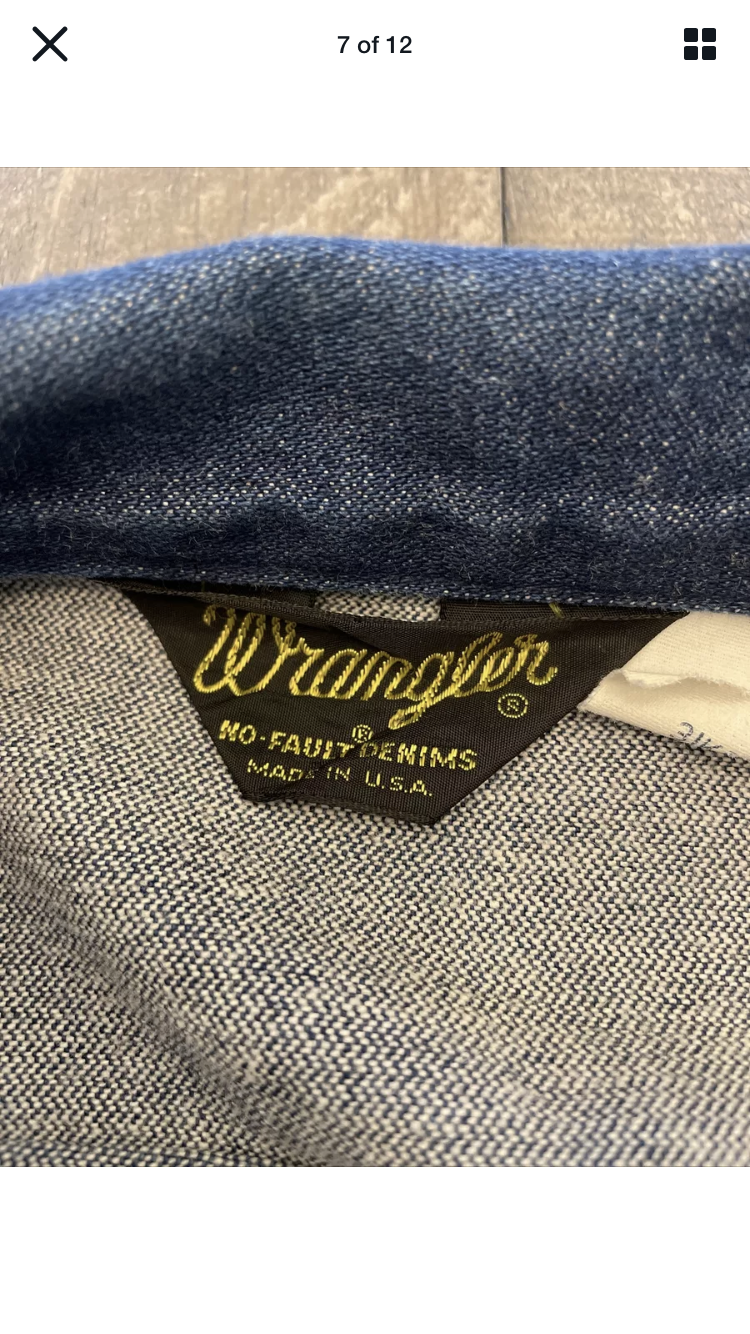 7 of 12
Wrangler
®
®
NO-FAULT DENIMS
MADE IN U.S.A.